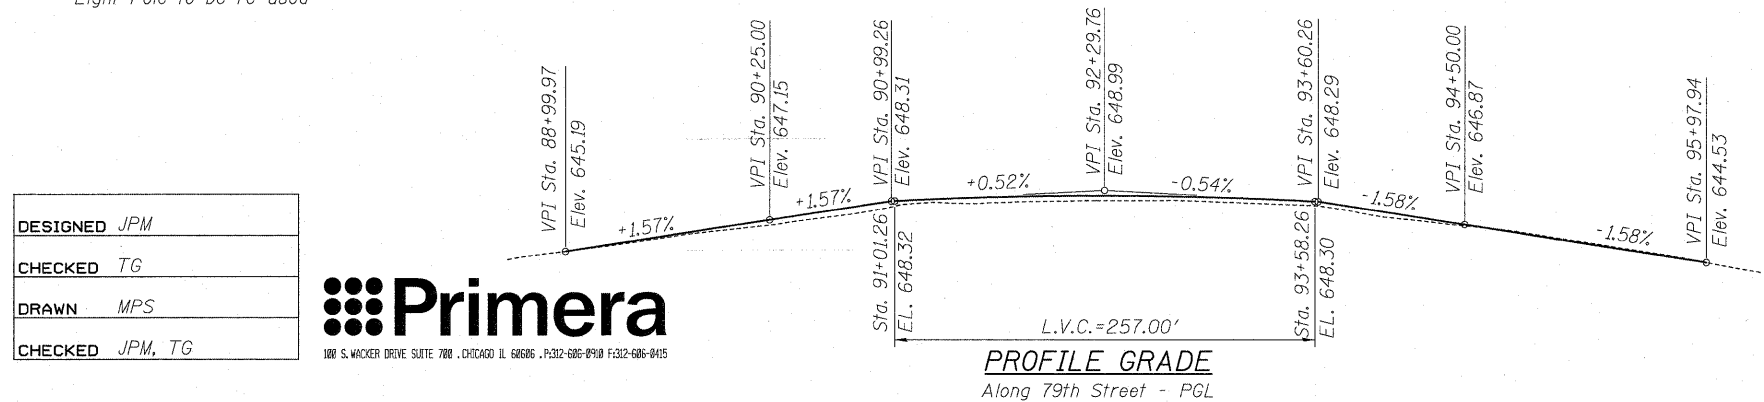 Light Pole To Be Re-used
VPI Sta. 88+99.97
Elev. 645.19
VPI Sta. 90+25.00
Elev. 647.15
VPI Sta. 90+99.26
Elev. 648.31
VPI Sta. 92+29.76
Elev. 648.99
VPI Sta. 93+60.26
Elev. 648.29
VPI Sta. 94+50.00
Elev. 646.87
VPI Sta. 95+97.94
Elev. 644.53
+1.57%
+1.57%
+0.52%
-0.54%
-1.58%
-1.58%
Sta. 91+01.26
EL. 648.32
Sta. 93+58.26
EL. 648.30
L.V.C.=257.00'
PROFILE GRADE
Along 79th Street - PGL
DESIGNED JPM
CHECKED TG
DRAWN MPS
CHECKED JPM, TG
Primera
100 S. WACKER DRIVE SUITE 700 . CHICAGO IL 60606 . P:312-606-0910 F:312-606-0415